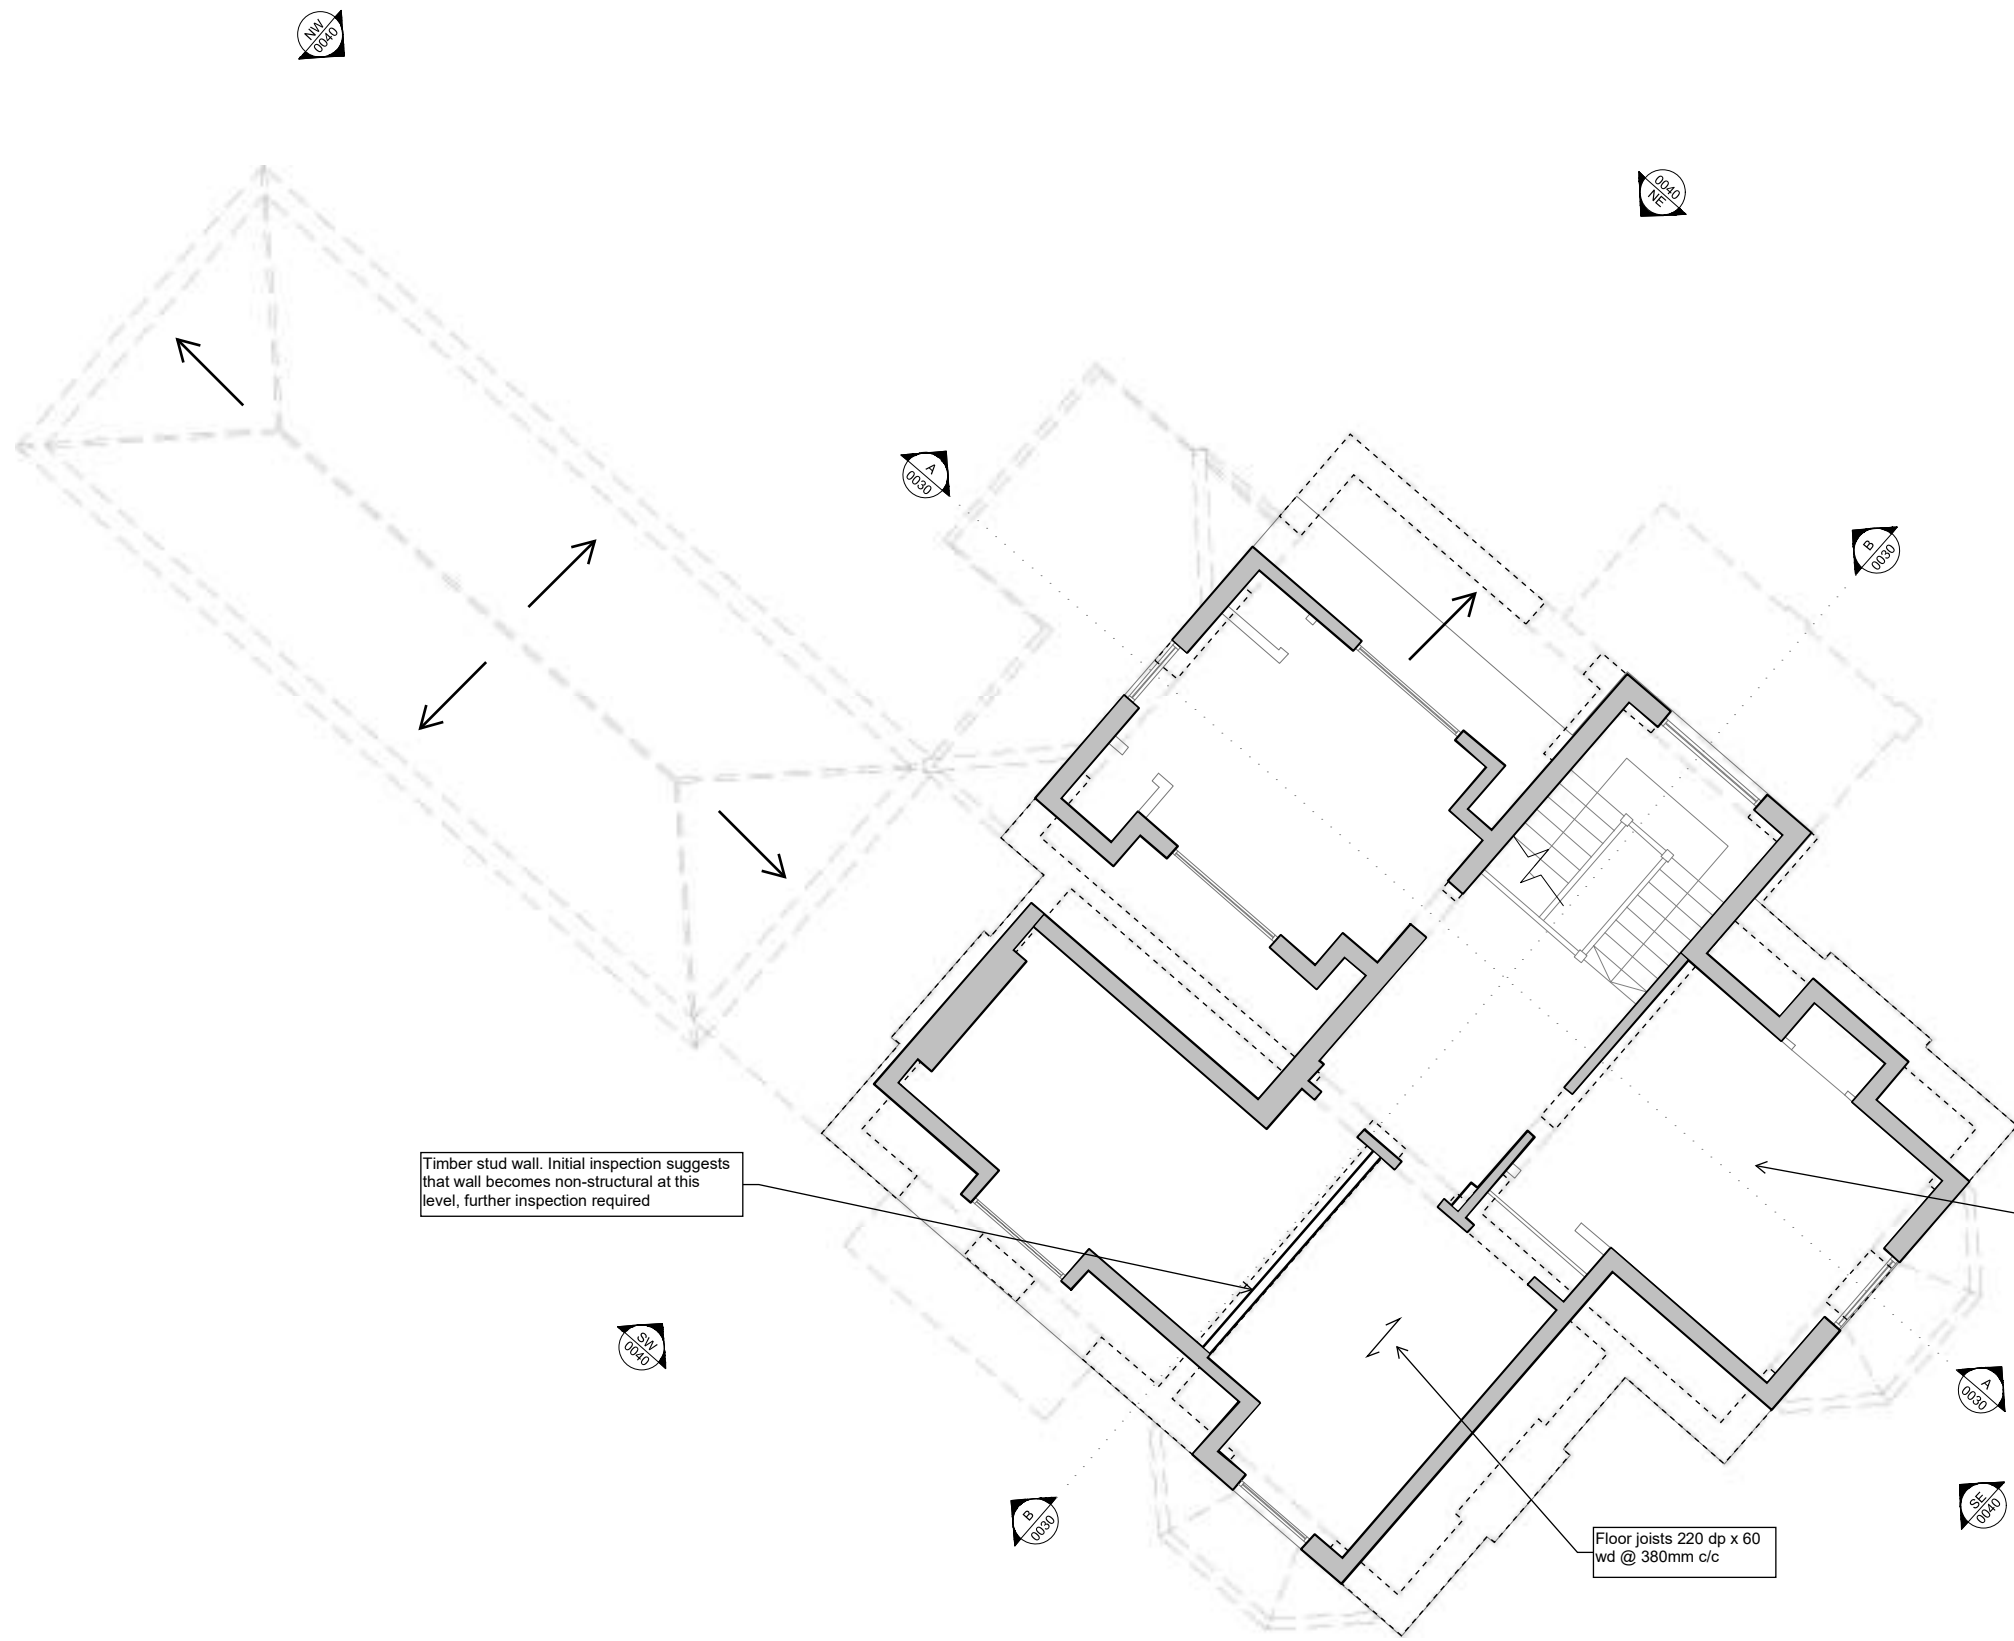 NW
0040
0040
NE
A
0030
B
0030
Timber stud wall. Initial inspection suggests
that wall becomes non-structural at this
level, further inspection required
SW
0040
A
0030
B
0030
SE
0040
Floor joists 220 dp x 60
wd @ 380mm c/c